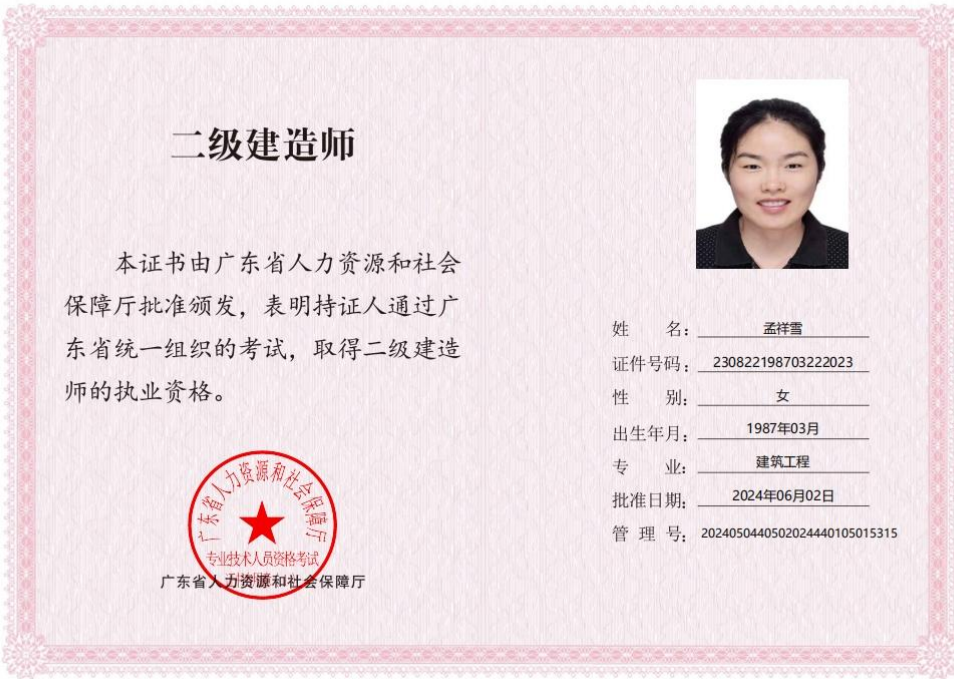 二级建造师
本证书由广东省人力资源和社会
保障厅批准颁发，表明持证人通过广
东省统一组织的考试，取得二级建造
师的执业资格。
广东省人力资源和社会保障厅
专业技术人员资格考试
广东省人力资源和社会保障厅
姓 名：孟祥雪
证件号码：230822198703222023
性 别：女
出生年月：1987年03月
专 业：建筑工程
批准日期：2024年06月02日
管 理 号：20240504405020244440105015315